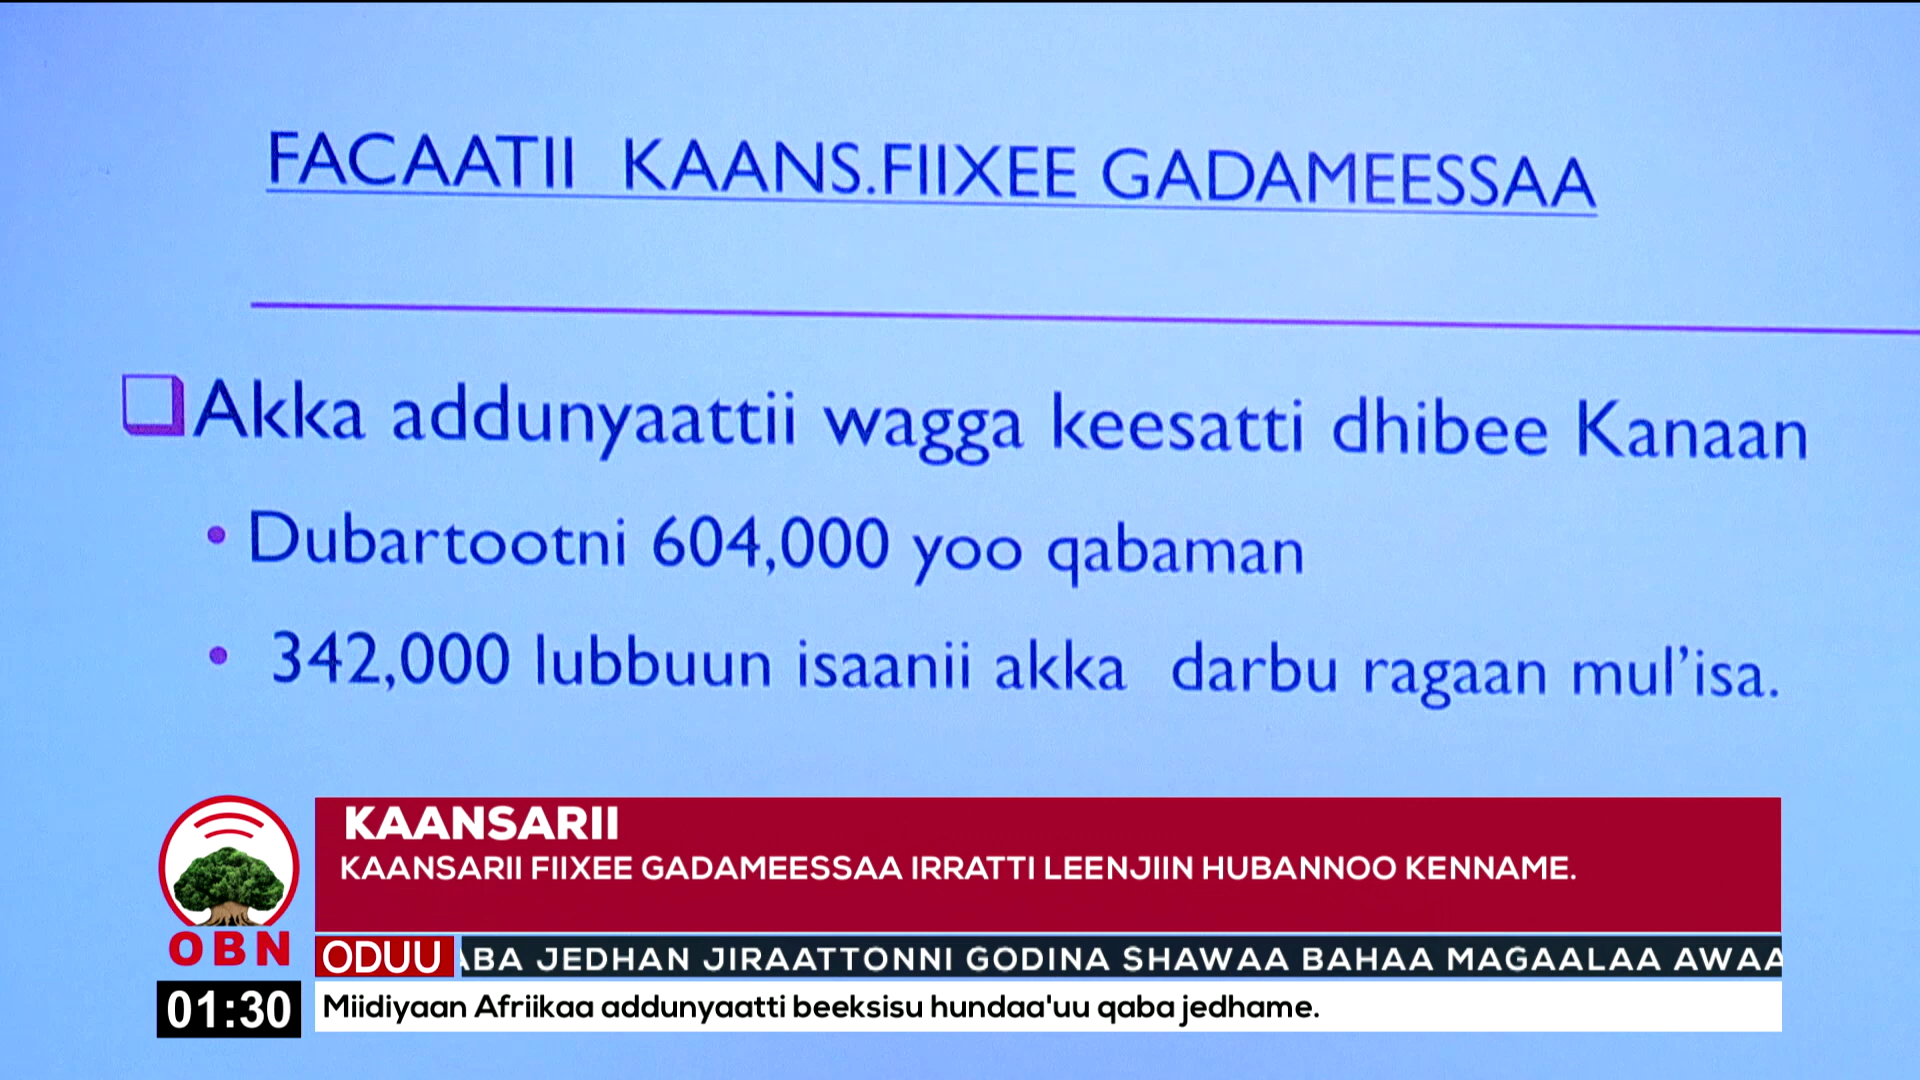 FACAATII KAANS.FIIXEE GADAMEESSAA
Akka addunyaattii wagga keesatti dhibee Kanaan
• Dubartootni 604,000 yoo qabaman
• 342,000 lubbuun isaanii akka darbu ragaan mul'isa.
KAANSARII
KAANSARII FIIXEE GADAMEESSAA IRRATTI LEENJIIN HUBANNOO KENNAME.
OBN
ODUU
JEDHAN JIRAATTONNI GODINA SHAWAA BAHAA MAGAALAA
01:30
Miidiyaan Afriikaa addunyaatti beeksisu hundaa'uu qaba jedhame.